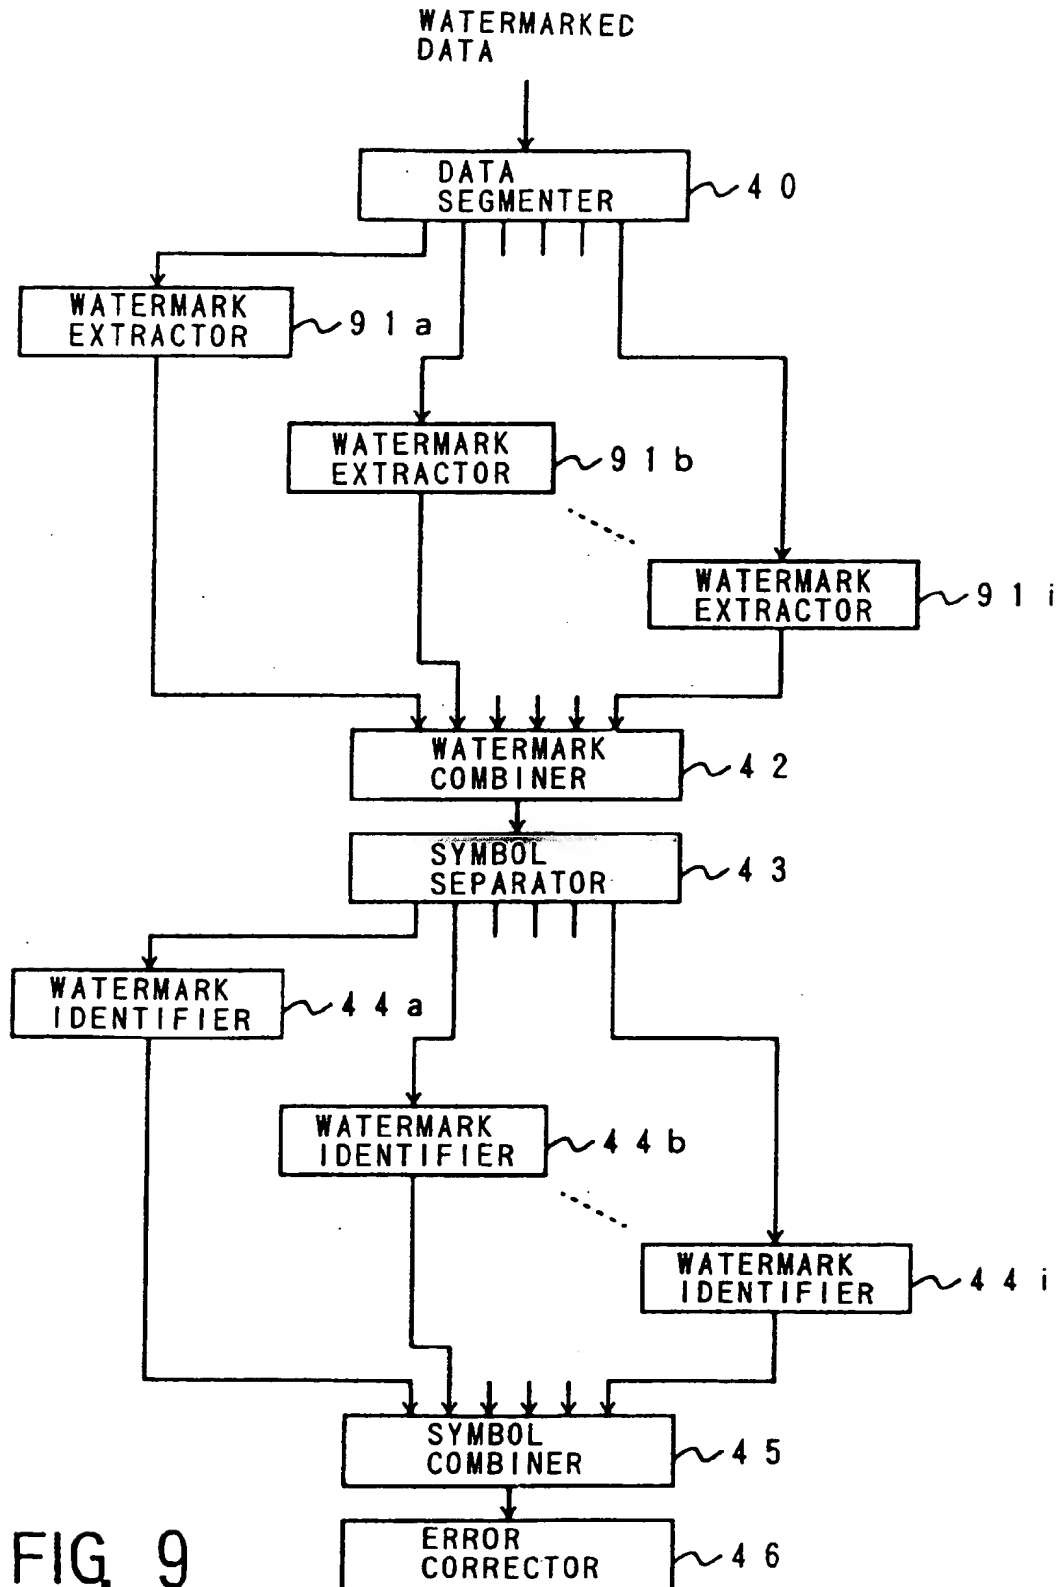 WATERMARKED
DATA
DATA
SEGMENTER
40
WATERMARK
EXTRACTOR
91a
WATERMARK
EXTRACTOR
91b
WATERMARK
EXTRACTOR
91i
WATERMARK
COMBINER
42
SYMBOL
SEPARATOR
43
WATERMARK
IDENTIFIER
44a
WATERMARK
IDENTIFIER
44b
WATERMARK
IDENTIFIER
44i
SYMBOL
COMBINER
45
ERROR
CORRECTOR
46
FIG. 9